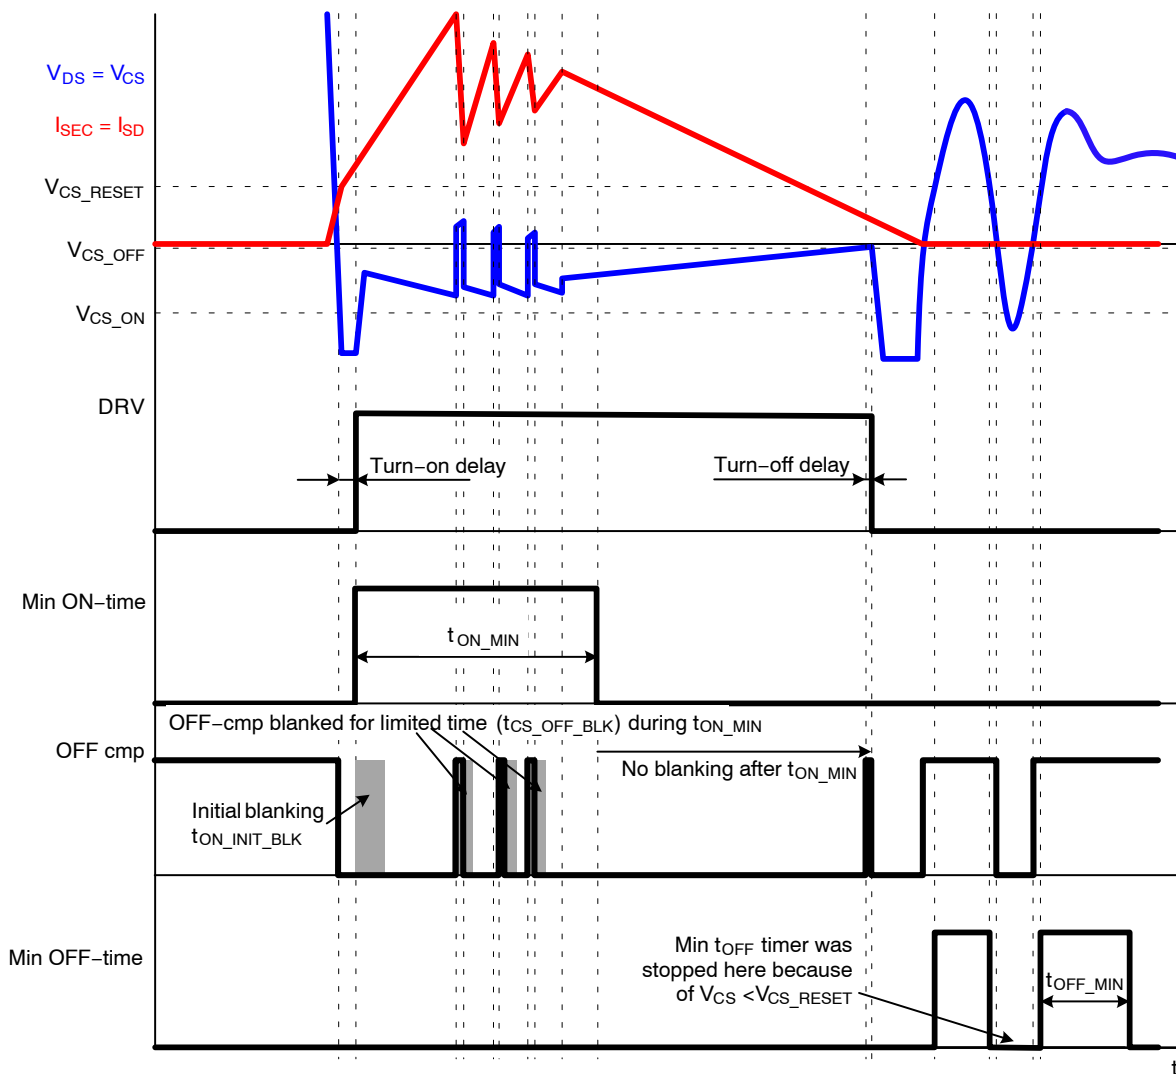 VDS = VCS
ISEC = ISD
VCS_RESET
VCS_OFF
VCS_ON
DRV
Turn−on delay
Turn−off delay
Min ON−time
tON_MIN
OFF−cmp blanked for limited time (tCS_OFF_BLK) during tON_MIN
OFF cmp
No blanking after tON_MIN
Initial blanking
tON_INIT_BLK
Min OFF−time
Min tOFF timer was
stopped here because
of VCS <VCS_RESET
tOFF_MIN
t